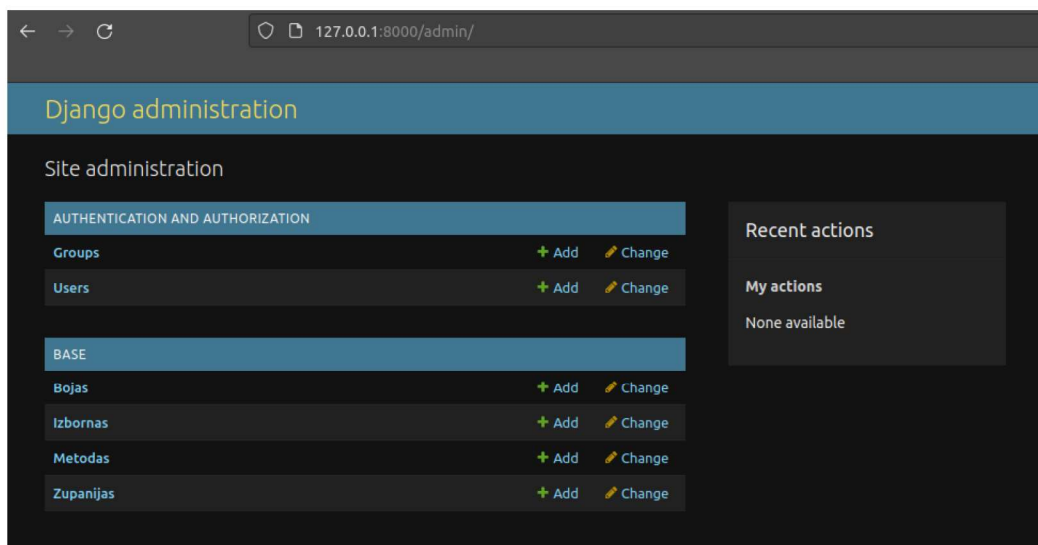 127.0.0.1:8000/admin/
Django administration
Site administration
AUTHENTICATION AND AUTHORIZATION
Groups + Add Change
Users + Add Change
BASE
Bojas + Add Change
Izbornas + Add Change
Metodas + Add Change
Zupanijas + Add Change
Recent actions
My actions
None available